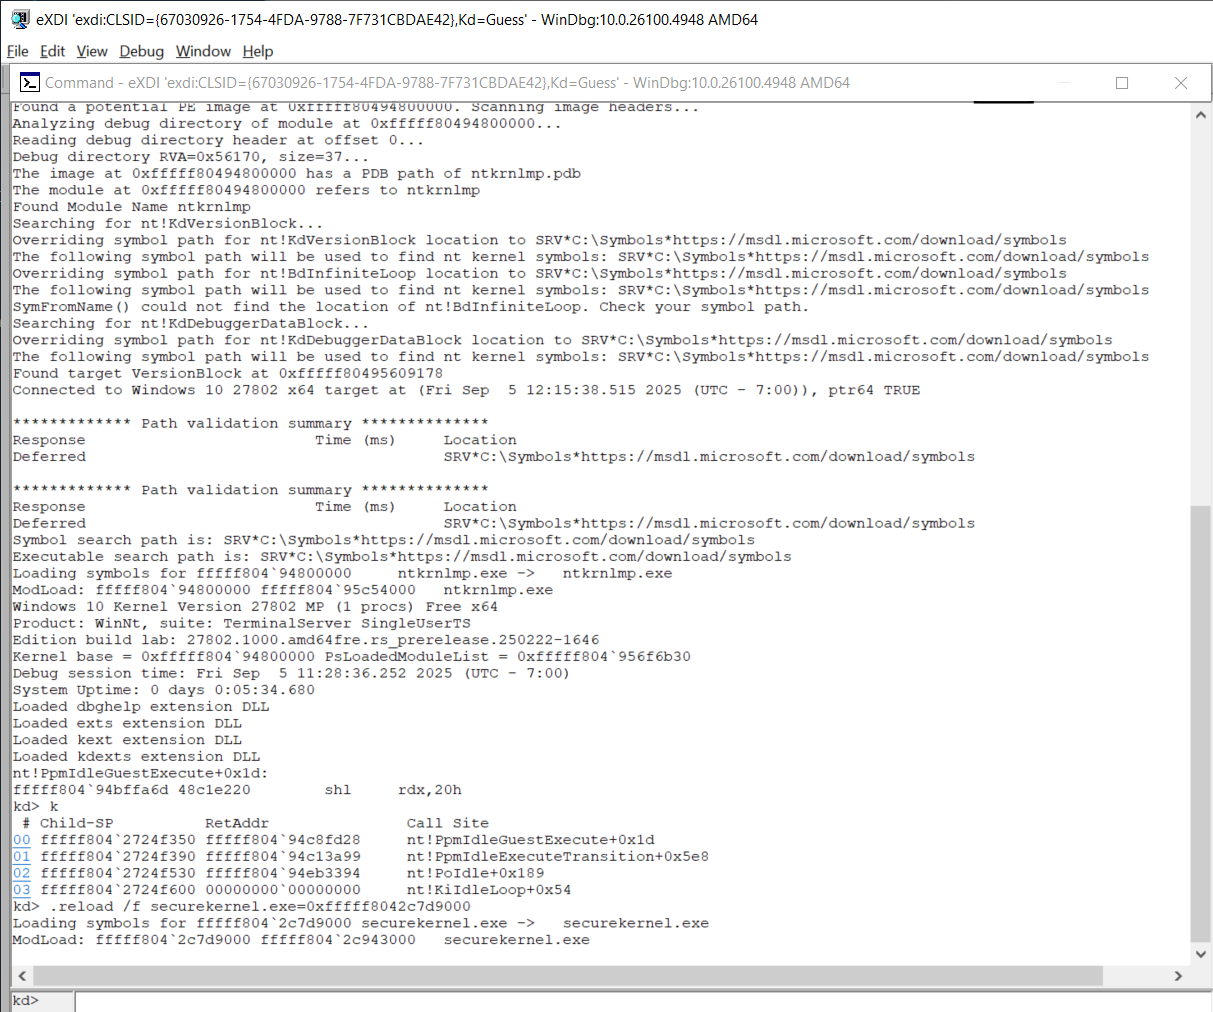 eXDI 'exdi:CLSID={67030926-1754-4FDA-9788-7F731CBDAE42},Kd=Guess' - WinDbg:10.0.26100.4948 AMD64
File Edit View Debug Window Help
Command - eXDI 'exdi:CLSID={67030926-1754-4FDA-9788-7F731CBDAE42},Kd=Guess' - WinDbg:10.0.26100.4948 AMD64
Found a potential PE image at 0xfffff80494800000. Scanning image headers...
Analyzing debug directory of module at 0xfffff80494800000...
Reading debug directory header at offset 0...
Debug directory RVA=0x56170, size=37...
The image at 0xfffff80494800000 has a PDB path of ntkrnlmp.pdb
The module at 0xfffff80494800000 refers to ntkrnlmp
Found Module Name ntkrnlmp
Searching for nt!KdVersionBlock...
Overriding symbol path for nt!KdVersionBlock location to SRV*C:\Symbols*https://msdl.microsoft.com/download/symbols
The following symbol path will be used to find nt kernel symbols: SRV*C:\Symbols*https://msdl.microsoft.com/download/symbols
Overriding symbol path for nt!BdInfiniteLoop location to SRV*C:\Symbols*https://msdl.microsoft.com/download/symbols
The following symbol path will be used to find nt kernel symbols: SRV*C:\Symbols*https://msdl.microsoft.com/download/symbols
SymFromName() could not find the location of nt!BdInfiniteLoop. Check your symbol path.
Searching for nt!KdDebuggerDataBlock...
Overriding symbol path for nt!KdDebuggerDataBlock location to SRV*C:\Symbols*https://msdl.microsoft.com/download/symbols
The following symbol path will be used to find nt kernel symbols: SRV*C:\Symbols*https://msdl.microsoft.com/download/symbols
Found target VersionBlock at 0xfffff80495609178
Connected to Windows 10 27802 x64 target at (Fri Sep  5 12:15:38.515 2025 (UTC - 7:00)), ptr64 TRUE
************* Path validation summary **************
Response                         Time (ms)     Location
Deferred                                       SRV*C:\Symbols*https://msdl.microsoft.com/download/symbols
************* Path validation summary **************
Response                         Time (ms)     Location
Deferred                                       SRV*C:\Symbols*https://msdl.microsoft.com/download/symbols
Symbol search path is: SRV*C:\Symbols*https://msdl.microsoft.com/download/symbols
Executable search path is: SRV*C:\Symbols*https://msdl.microsoft.com/download/symbols
Loading symbols for fffff804`94800000     ntkrnlmp.exe ->   ntkrnlmp.exe
ModLoad: fffff804`94800000 fffff804`95c54000   ntkrnlmp.exe
Windows 10 Kernel Version 27802 MP (1 procs) Free x64
Product: WinNt, suite: TerminalServer SingleUserTS
Edition build lab: 27802.1000.amd64fre.rs_prerelease.250222-1646
Kernel base = 0xfffff804`94800000 PsLoadedModuleList = 0xfffff804`956f6b30
Debug session time: Fri Sep  5 11:28:36.252 2025 (UTC - 7:00)
System Uptime: 0 days 0:05:34.680
Loaded dbghelp extension DLL
Loaded exts extension DLL
Loaded kext extension DLL
Loaded kdexts extension DLL
nt!PpmIdleGuestExecute+0x1d:
fffff804`94bffa6d 48c1e220        shl     rdx,20h
kd> k
 # Child-SP          RetAddr               Call Site
00 fffff804`2724f350 fffff804`94c8fd28     nt!PpmIdleGuestExecute+0x1d
01 fffff804`2724f390 fffff804`94c13a99     nt!PpmIdleExecuteTransition+0x5e8
02 fffff804`2724f530 fffff804`94eb3394     nt!PoIdle+0x189
03 fffff804`2724f600 00000000`00000000     nt!KiIdleLoop+0x54
kd> .reload /f securekernel.exe=0xfffff8042c7d9000
Loading symbols for fffff804`2c7d9000 securekernel.exe ->   securekernel.exe
ModLoad: fffff804`2c7d9000 fffff804`2c943000   securekernel.exe
kd>